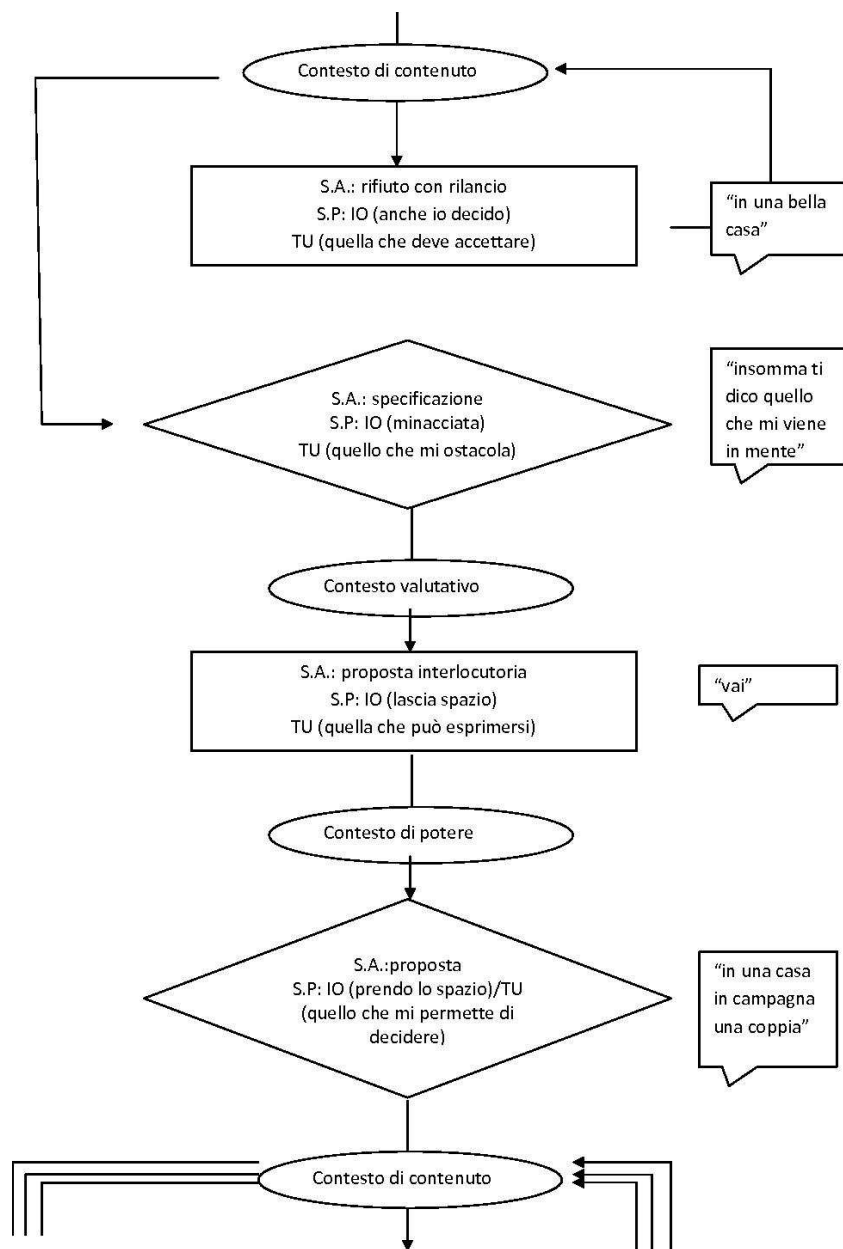 Contesto di contenuto
S.A.: rifiuto con rilancio
S.P: IO (anche io decido)
TU (quella che deve accettare)
“in una bella
casa”
S.A.: specificazione
S.P: IO (minacciata)
TU (quello che mi ostacola)
“insomma ti
dico quello
che mi viene
in mente”
Contesto valutativo
S.A.: proposta interlocutoria
S.P: IO (lascia spazio)
TU (quella che può esprimersi)
“vai”
Contesto di potere
S.A.:proposta
S.P: IO (prendo lo spazio)/TU
(quello che mi permette di
decidere)
“in una casa
in campagna
una coppia”
Contesto di contenuto